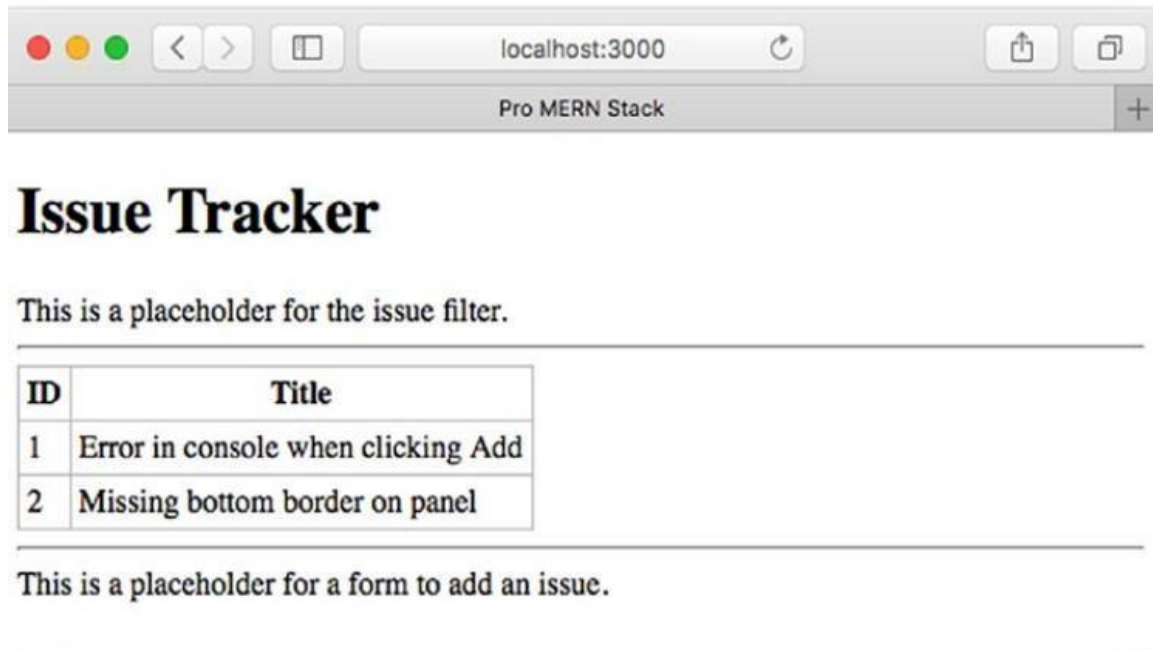 localhost:3000
Pro MERN Stack
Issue Tracker
This is a placeholder for the issue filter.
ID Title
1 Error in console when clicking Add
2 Missing bottom border on panel
This is a placeholder for a form to add an issue.